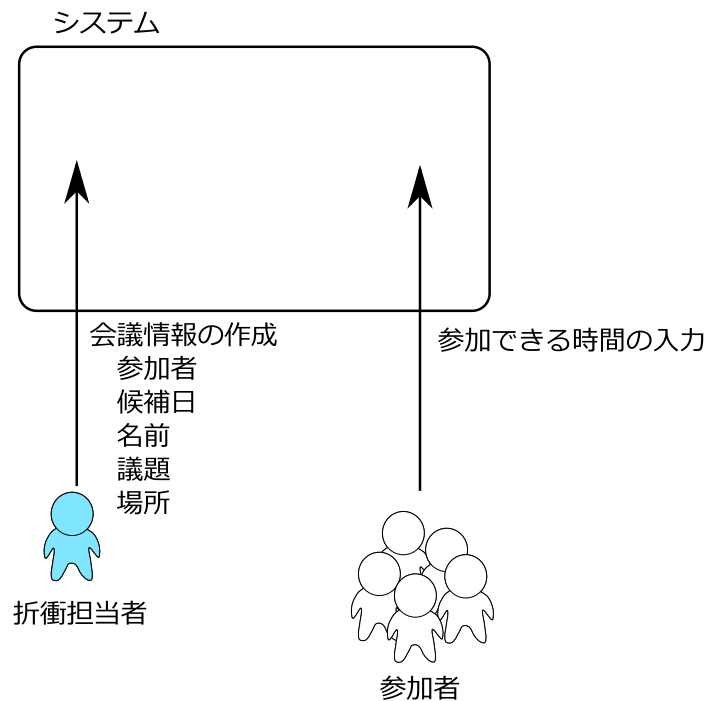 システム
会議情報の作成
参加者
候補日
名前
議題
場所
参加できる時間の入力
折衝担当者
参加者